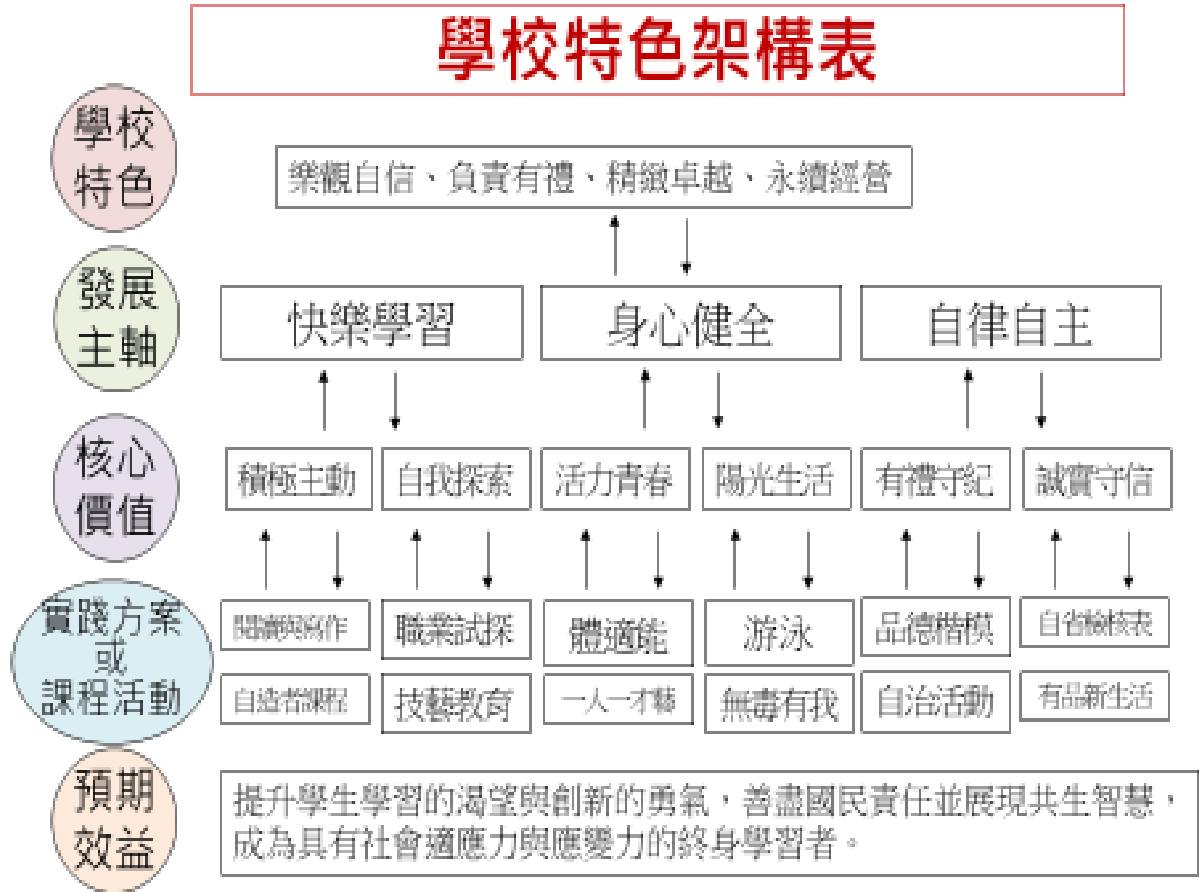 學校特色架構表
學校
特色
樂觀自信、負責有禮、精緻卓越、永續經營
發展
主軸
快樂學習
身心健全
自律自主
核心
價值
積極主動
自我探索
活力青春
陽光生活
有禮守紀
誠實守信
實踐方案
或
課程活動
閱讀與寫作
職業試探
體適能
游泳
品德楷模
自省檢核表
自造者課程
技藝教育
一人一才藝
無毒有我
自治活動
有品新生活
預期
效益
提升學生學習的渴望與創新的勇氣，善盡國民責任並展現共生智慧，
成為具有社會適應力與應變力的終身學習者。